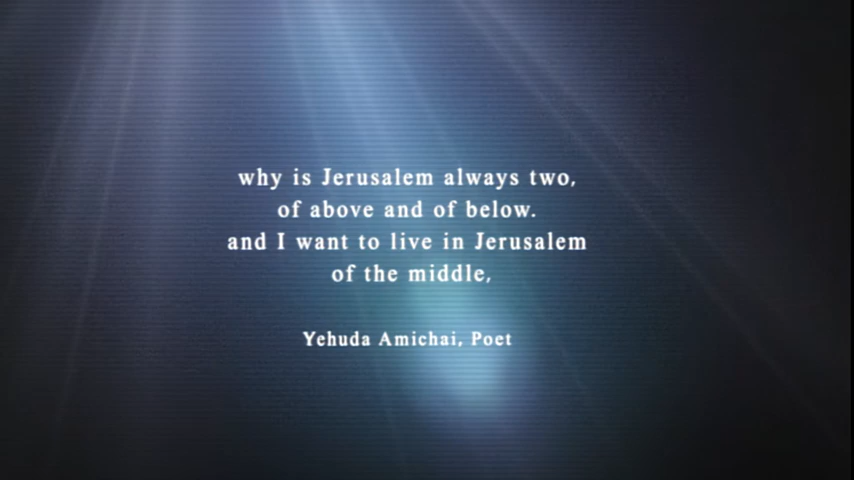 why is Jerusalem always two,
of above and of below.
and I want to live in Jerusalem
of the middle,
Yehuda Amichai, Poet